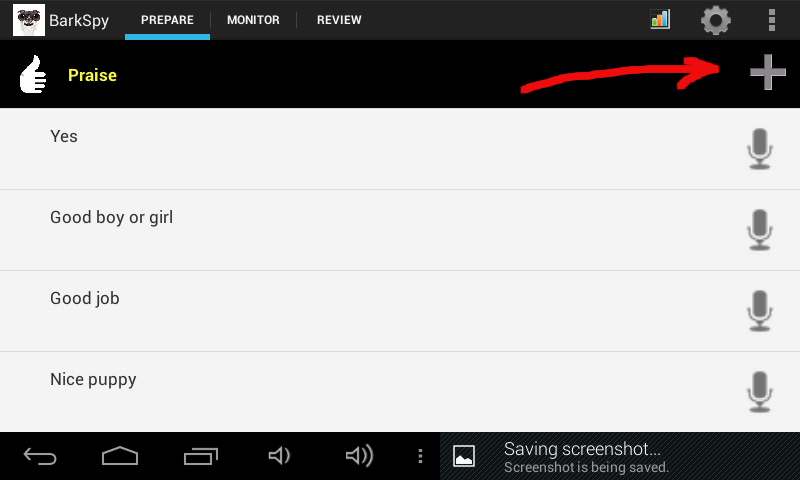 BarkSpy
PREPARE
MONITOR
REVIEW
Praise
Yes
Good boy or girl
Good job
Nice puppy
Saving screenshot...
Screenshot is being saved.